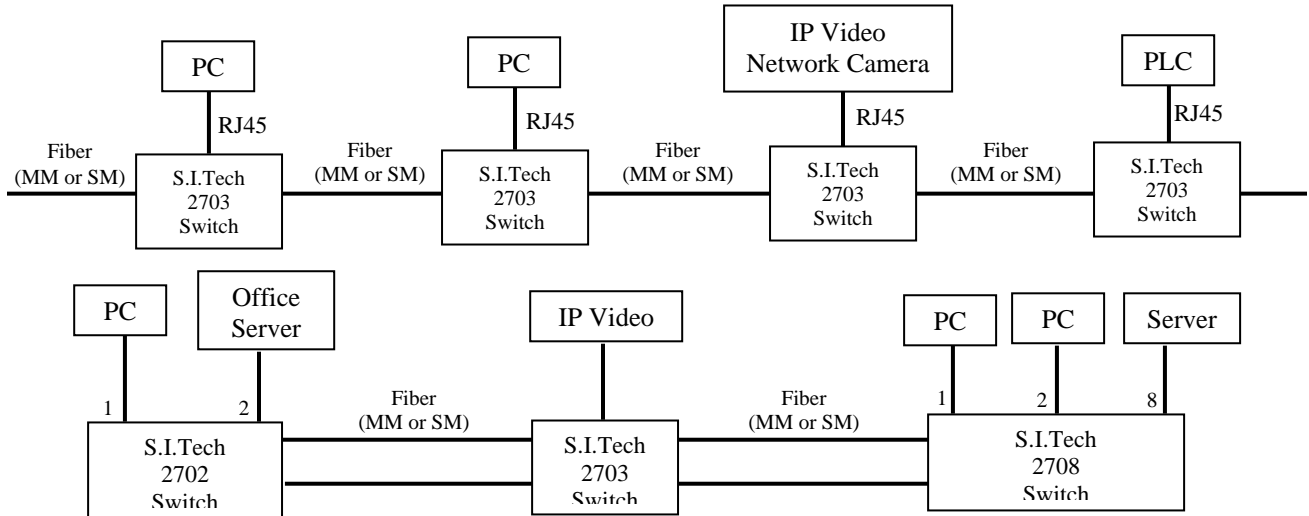 PC
PC
IP Video
Network Camera
PLC
RJ45
RJ45
RJ45
RJ45
Fiber
(MM or SM)
S.I.Tech
2703
Switch
Fiber
(MM or SM)
S.I.Tech
2703
Switch
Fiber
(MM or SM)
S.I.Tech
2703
Switch
Fiber
(MM or SM)
S.I.Tech
2703
Switch
PC
Office
Server
IP Video
PC
PC
Server
1
2
Fiber
(MM or SM)
Fiber
(MM or SM)
1
2
8
S.I.Tech
2702
Switch
S.I.Tech
2703
Switch
S.I.Tech
2708
Switch